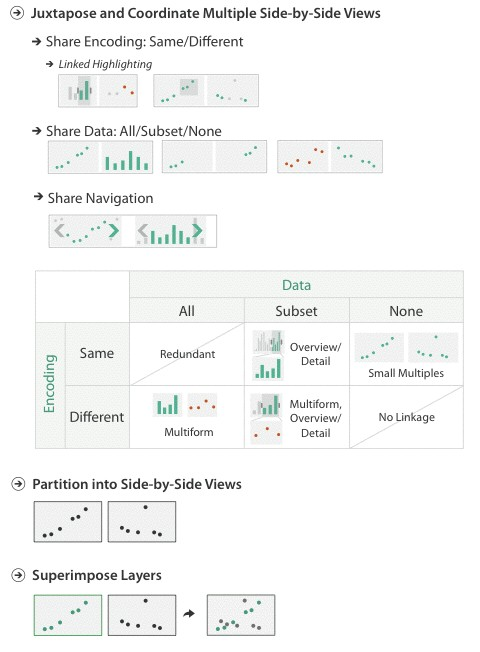 Juxtapose and Coordinate Multiple Side-by-Side Views
Share Encoding: Same/Different
Linked Highlighting
Share Data: All/Subset/None
Share Navigation
Data
All Subset None
Encoding
Same
Redundant
Overview/
Detail
Small Multiples
Different
Multiform
Multiform,
Overview/
Detail
No Linkage
Partition into Side-by-Side Views
Superimpose Layers